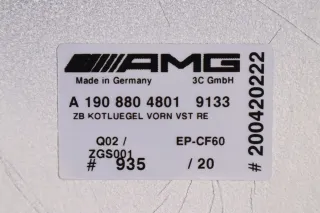 AMG
Made in Germany 3C GmbH
A 190 880 4801 9133
ZB KOTLUEGEL VORN VST RE
Q02 / EP-CF60
ZGS001
# 935 / 20
# 200420222